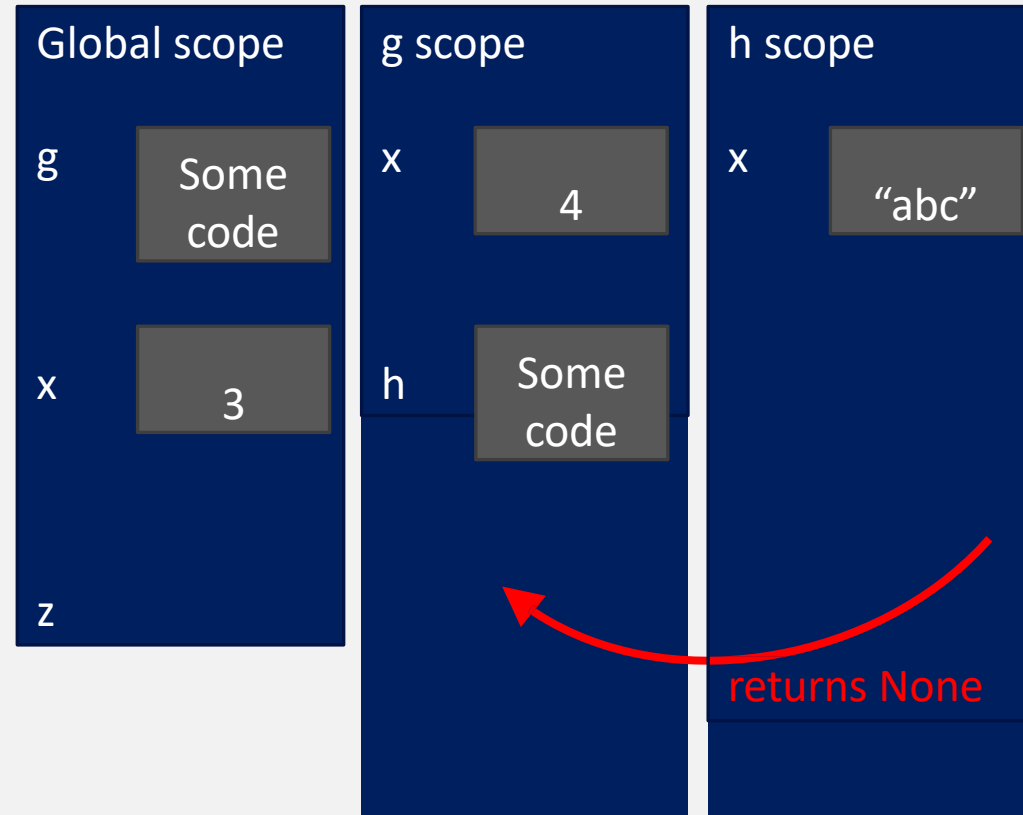 Global scope
g
Some
code
x
3
z
g scope
x
4
h
Some
code
h scope
x
“abc”
returns None